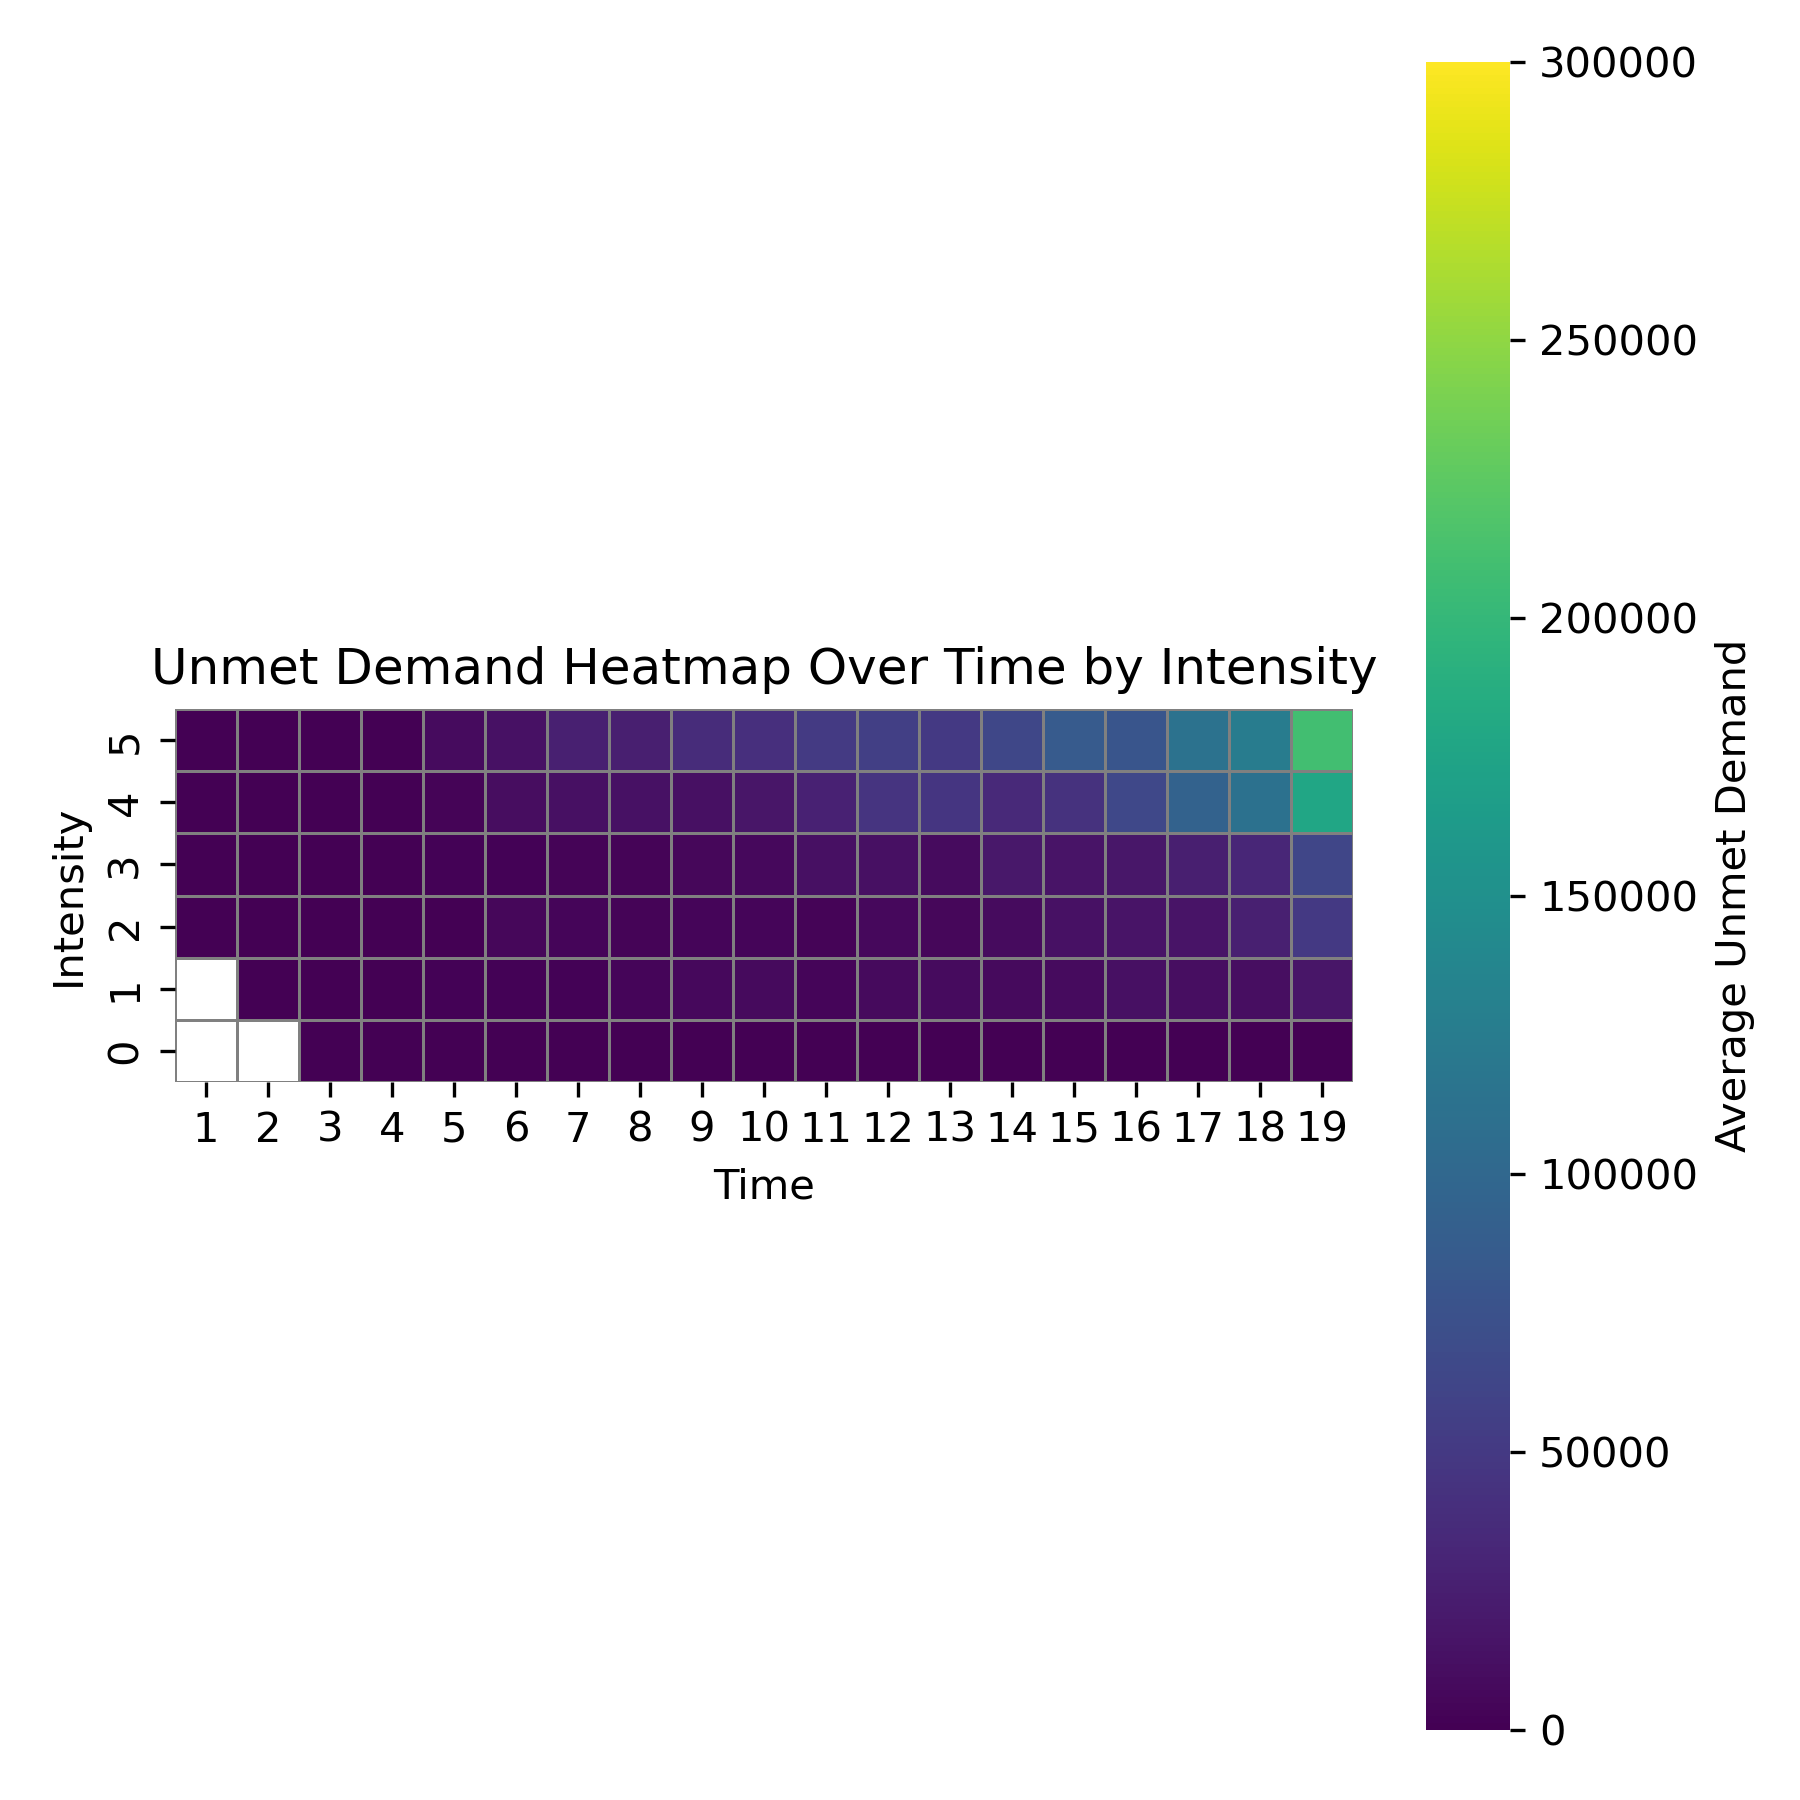 Unmet Demand Heatmap Over Time by Intensity
Intensity
5
4
3
2
1
0
1 2 3 4 5 6 7 8 9 10 11 12 13 14 15 16 17 18 19
Time
300000
250000
200000
150000
100000
50000
0
Average Unmet Demand